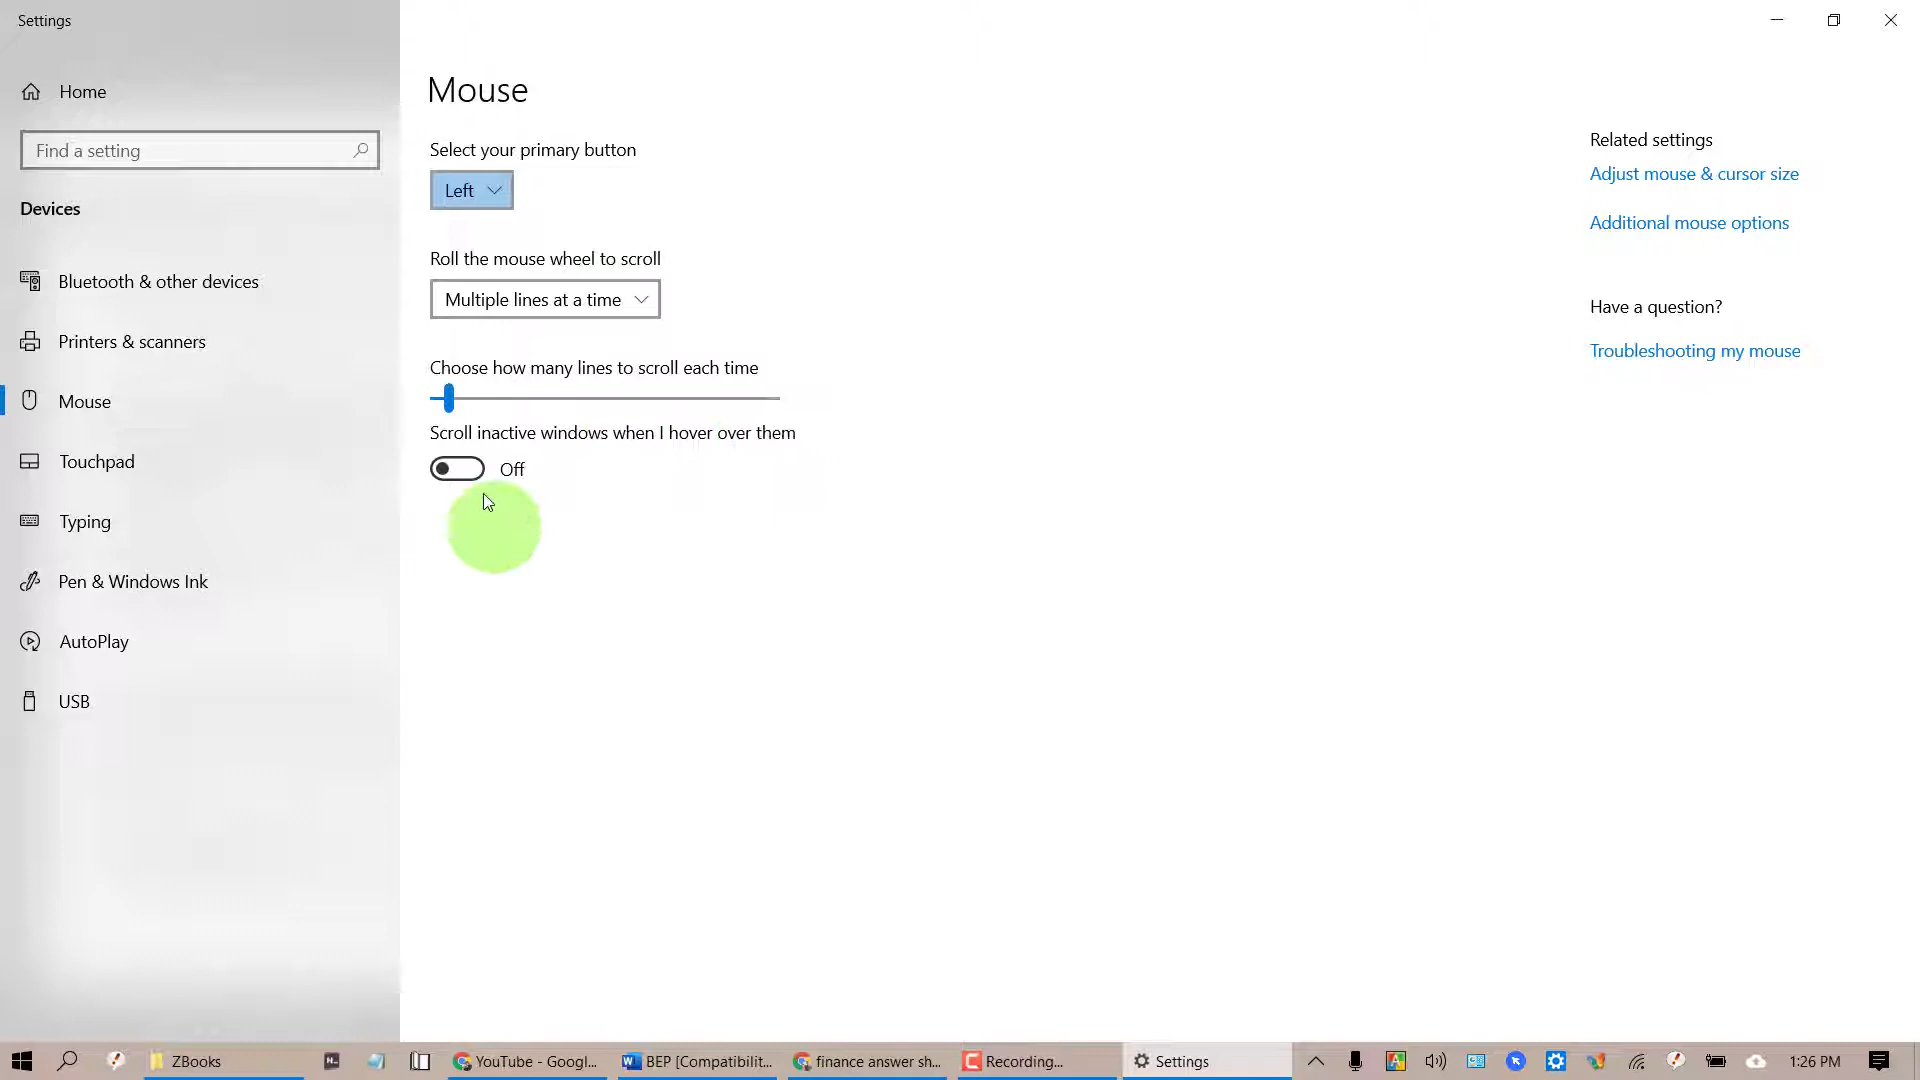 Settings
Home
Find a setting
Devices
Bluetooth & other devices
Printers & scanners
Mouse
Touchpad
Typing
Pen & Windows Ink
AutoPlay
USB
Mouse
Select your primary button
Left
Roll the mouse wheel to scroll
Multiple lines at a time
Choose how many lines to scroll each time
Scroll inactive windows when I hover over them
Off
Related settings
Adjust mouse & cursor size
Additional mouse options
Have a question?
Troubleshooting my mouse
ZBooks
YouTube - Googl...
BEP [Compatibilit...
finance answer sh...
Recording...
Settings
1:26 PM